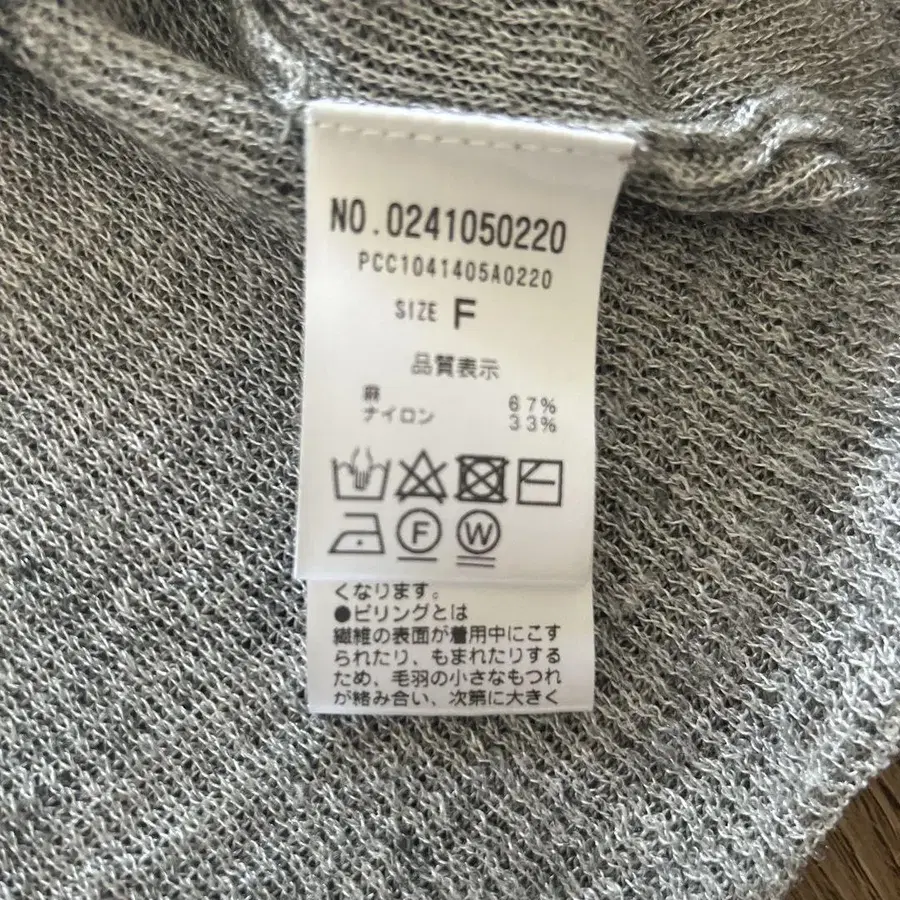 NO.0241050220
PCC1041405A0220
SIZE F
品質表示
麻 67%
ナイロン 33%
F W
くなります。
●ピリングとは
繊維の表面が着用中にこす
られたり、もまれたりする
ため、毛羽の小さなもつれ
が絡み合い、次第に大きく